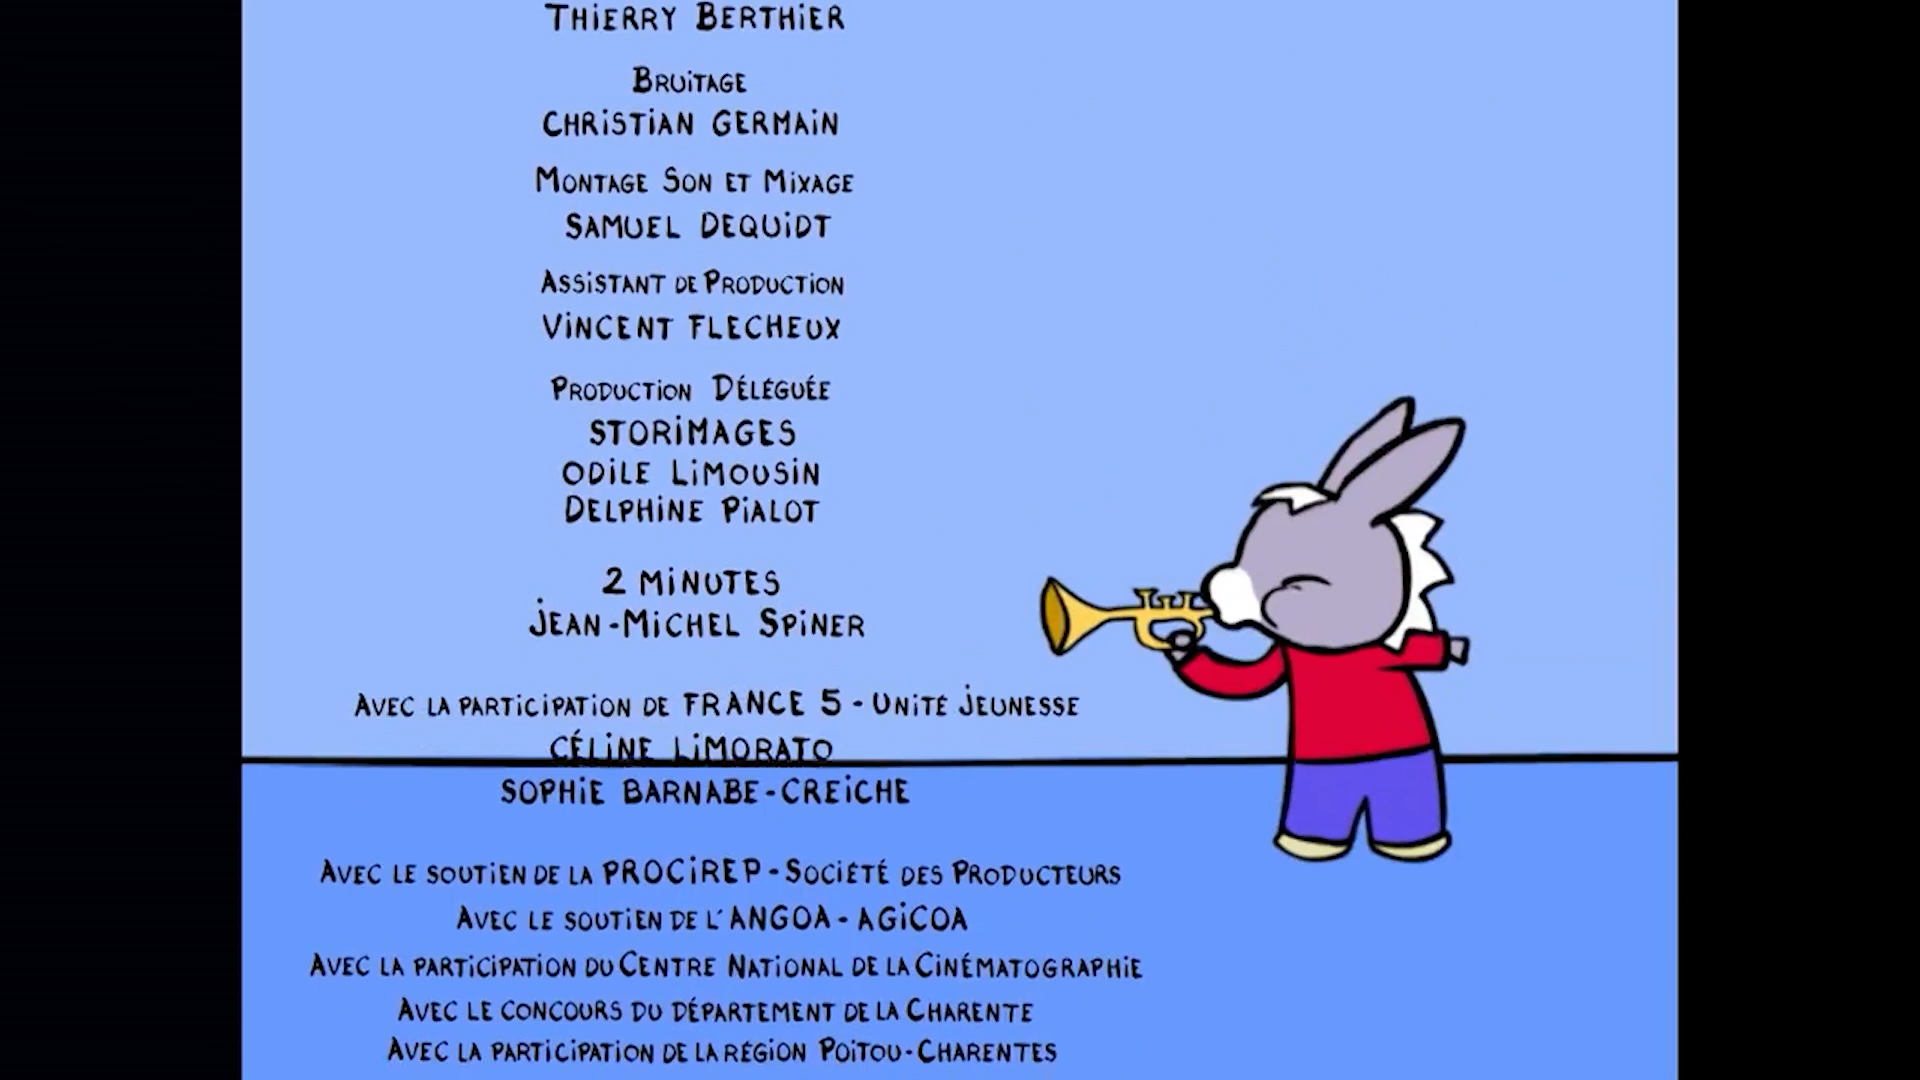 THIERRY BERTHIER
BRUITAGE
CHRISTIAN GERMAIN
MONTAGE SON ET MIXAGE
SAMUEL DEQUIDT
ASSISTANT DE PRODUCTION
VINCENT FLECHEUX
PRODUCTION DÉLÉGUÉE
STORIMAGES
ODILE LIMOUSIN
DELPHINE PIALOT
2 MINUTES
JEAN-MICHEL SPINER
AVEC LA PARTICIPATION DE FRANCE 5 - UNITÉ JEUNESSE
CÉLINE LIMORATO
SOPHIE BARNABE-CREICHE
AVEC LE SOUTIEN DE LA PROCIREP - SOCIÉTÉ DES PRODUCTEURS
AVEC LE SOUTIEN DE L'ANGOA - AGICOA
AVEC LA PARTICIPATION DU CENTRE NATIONAL DE LA CINÉMATOGRAPHIE
AVEC LE CONCOURS DU DÉPARTEMENT DE LA CHARENTE
AVEC LA PARTICIPATION DE LA RÉGION POITOU-CHARENTES